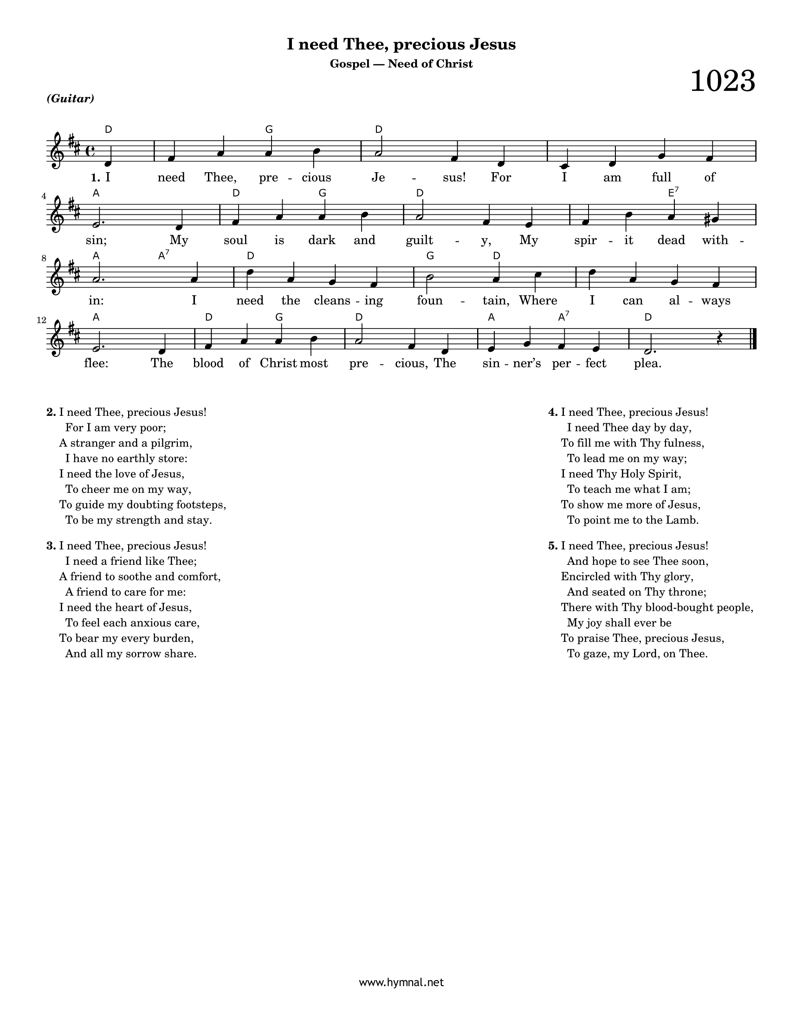 I need Thee, precious Jesus
Gospel — Need of Christ
1023
(Guitar)
D G D
1. I need Thee, pre - cious Je - sus! For I am full of
4 A D G D E7
sin; My soul is dark and guilt - y, My spir - it dead with -
8 A A7 D G D
in: I need the cleans - ing foun - tain, Where I can al - ways
12 A D G D A A7 D
flee: The blood of Christ most pre - cious, The sin - ner's per - fect plea.
2. I need Thee, precious Jesus!
For I am very poor;
A stranger and a pilgrim,
I have no earthly store:
I need the love of Jesus,
To cheer me on my way,
To guide my doubting footsteps,
To be my strength and stay.
3. I need Thee, precious Jesus!
I need a friend like Thee;
A friend to soothe and comfort,
A friend to care for me:
I need the heart of Jesus,
To feel each anxious care,
To bear my every burden,
And all my sorrow share.
4. I need Thee, precious Jesus!
I need Thee day by day,
To fill me with Thy fulness,
To lead me on my way;
I need Thy Holy Spirit,
To teach me what I am;
To show me more of Jesus,
To point me to the Lamb.
5. I need Thee, precious Jesus!
And hope to see Thee soon,
Encircled with Thy glory,
And seated on Thy throne;
There with Thy blood-bought people,
My joy shall ever be
To praise Thee, precious Jesus,
To gaze, my Lord, on Thee.
www.hymnal.net